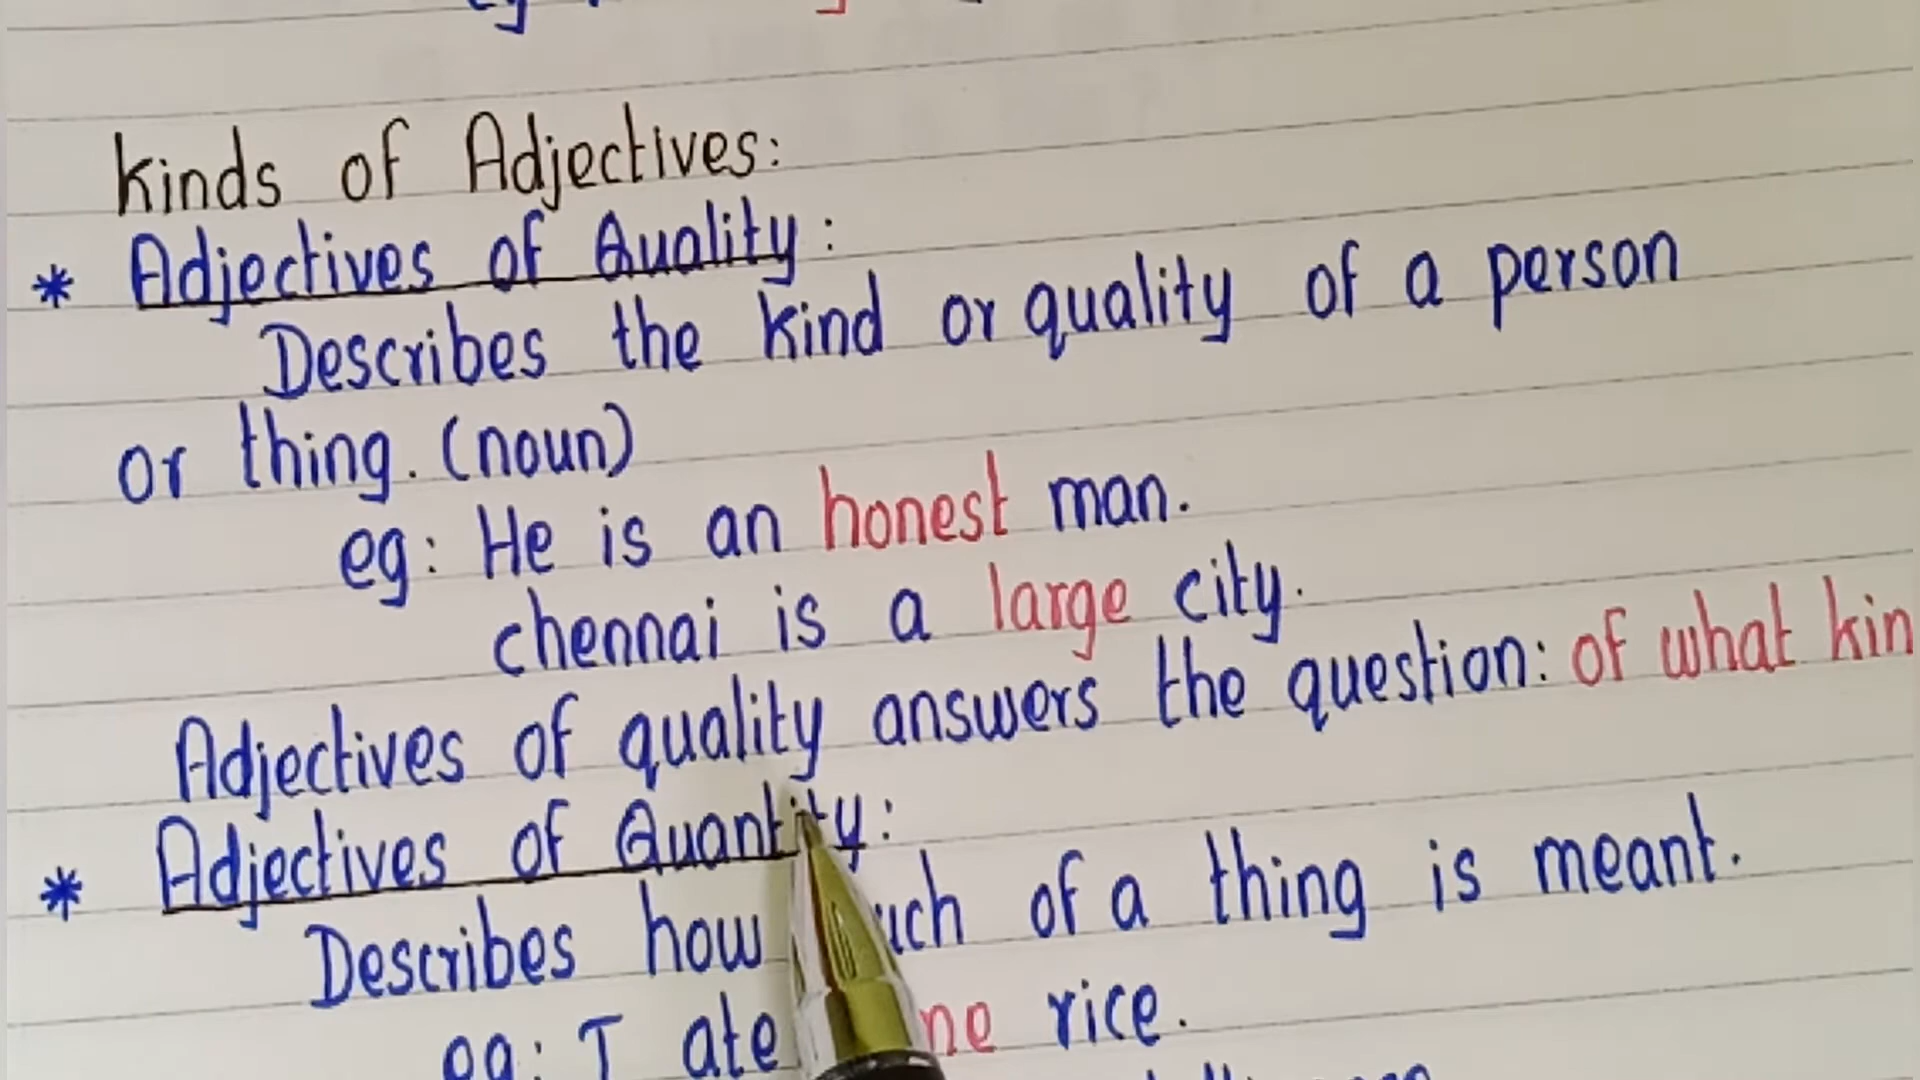 Kinds of Adjectives:
* Adjectives of Quality:
Describes the kind or quality of a person
or thing. (noun)
eg: He is an honest man.
chennai is a large city.
Adjectives of quality answers the question: of what kin
* Adjectives of Quantity:
Describes how of a thing is meant.
eg: I ate rice.